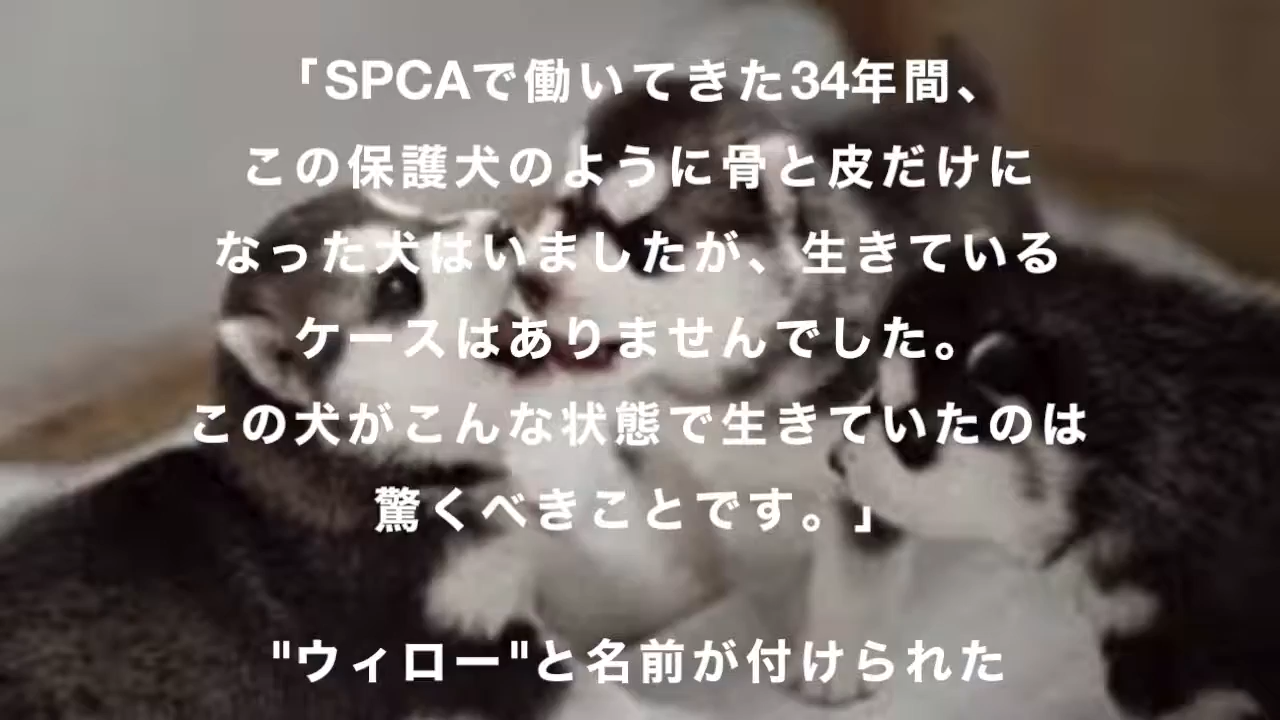 「SPCAで働いてきた34年間、
この保護犬のように骨と皮だけに
なった犬はいましたが、生きている
ケースはありませんでした。
この犬がこんな状態で生きていたのは
驚くべきことです。」
"ウィロー"と名前が付けられた